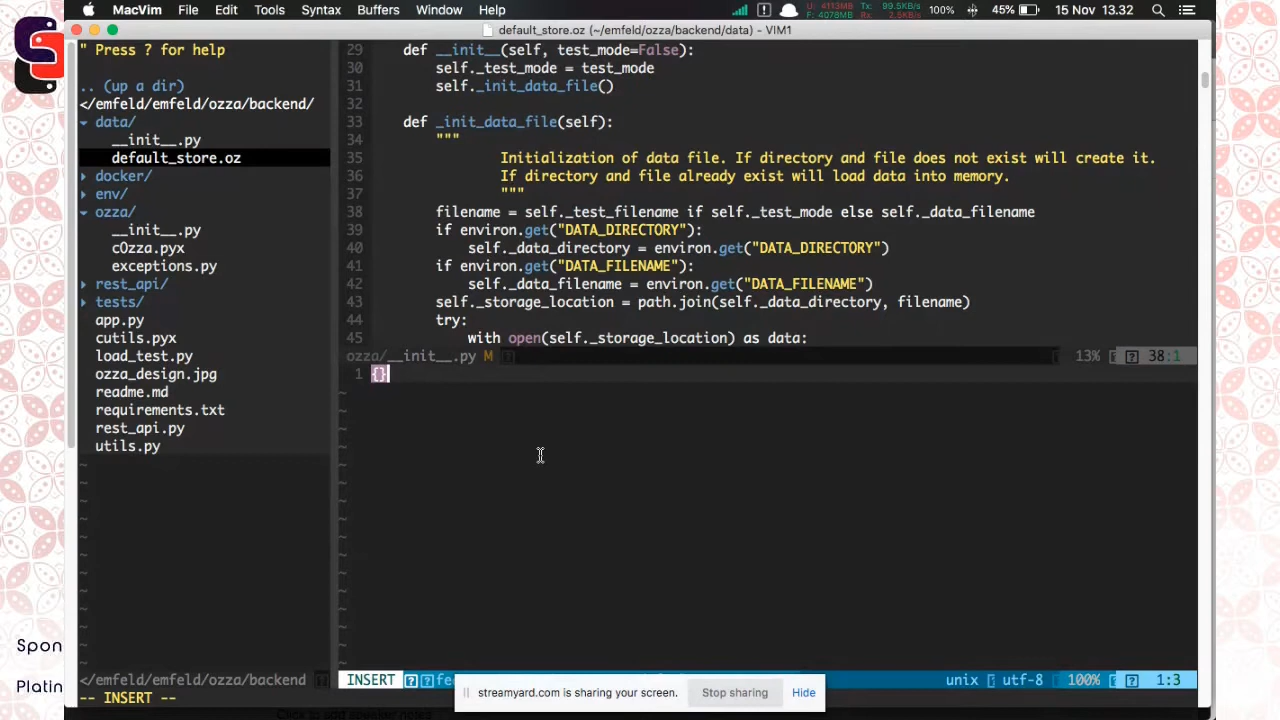 MacVim File Edit Tools Syntax Buffers Window Help
U: 4113MB
F: 4078MB
Tx: 99.5KB/s
Rx: 2.5KB/s
100% 45% 15 Nov 13.32
default_store.oz (~/emfeld/ozza/backend/data) - VIM1
" Press ? for help
.. (up a dir)
</emfeld/emfeld/ozza/backend/
data/
__init__.py
default_store.oz
docker/
env/
ozza/
__init__.py
cOzza.pyx
exceptions.py
rest_api/
tests/
app.py
cutils.pyx
load_test.py
ozza_design.jpg
readme.md
requirements.txt
rest_api.py
utils.py
29 def __init__(self, test_mode=False):
30 self._test_mode = test_mode
31 self._init_data_file()
32
33 def _init_data_file(self):
34 """
35 Initialization of data file. If directory and file does not exist will create it.
36 If directory and file already exist will load data into memory.
37 """
38 filename = self._test_filename if self._test_mode else self._data_filename
39 if environ.get("DATA_DIRECTORY"):
40 self._data_directory = environ.get("DATA_DIRECTORY")
41 if environ.get("DATA_FILENAME"):
42 self._data_filename = environ.get("DATA_FILENAME")
43 self._storage_location = path.join(self._data_directory, filename)
44 try:
45 with open(self._storage_location) as data:
ozza/__init__.py M 13% 38:1
1 {}
Spon
Platin
/emfeld/emfeld/ozza/backend
INSERT fea unix utf-8 100% 1:3
-- INSERT --
streamyard.com is sharing your screen. Stop sharing Hide